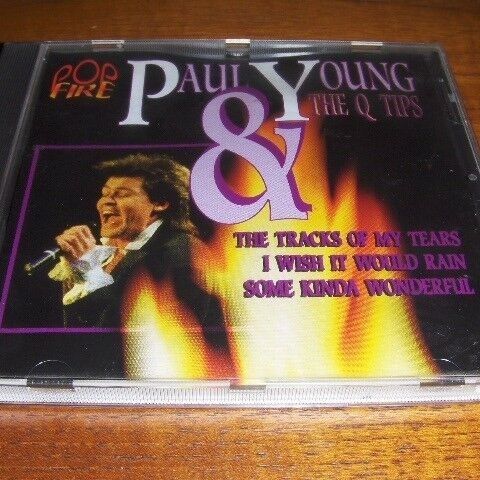 POP
FIRE
PAUL YOUNG
& THE Q TIPS
THE TRACKS OF MY TEARS
I WISH IT WOULD RAIN
SOME KINDA WONDERFUL